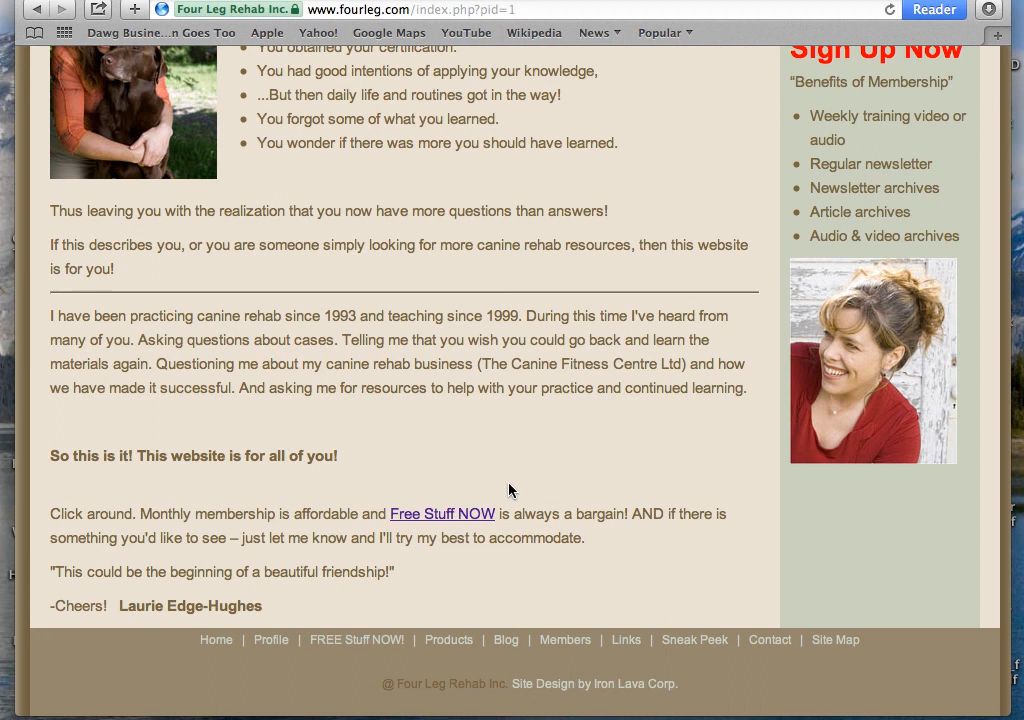 Four Leg Rehab Inc. www.fourleg.com/index.php?pid=1 Reader
Dawg Busine...n Goes Too Apple Yahoo! Google Maps YouTube Wikipedia News Popular
You obtained your certification.
You had good intentions of applying your knowledge,
...But then daily life and routines got in the way!
You forgot some of what you learned.
You wonder if there was more you should have learned.
Thus leaving you with the realization that you now have more questions than answers!
If this describes you, or you are someone simply looking for more canine rehab resources, then this website
is for you!
I have been practicing canine rehab since 1993 and teaching since 1999. During this time I've heard from
many of you. Asking questions about cases. Telling me that you wish you could go back and learn the
materials again. Questioning me about my canine rehab business (The Canine Fitness Centre Ltd) and how
we have made it successful. And asking me for resources to help with your practice and continued learning.
So this is it! This website is for all of you!
Click around. Monthly membership is affordable and Free Stuff NOW is always a bargain! AND if there is
something you'd like to see – just let me know and I'll try my best to accommodate.
"This could be the beginning of a beautiful friendship!"
-Cheers! Laurie Edge-Hughes
Sign Up Now
“Benefits of Membership”
Weekly training video or
audio
Regular newsletter
Newsletter archives
Article archives
Audio & video archives
Home | Profile | FREE Stuff NOW! | Products | Blog | Members | Links | Sneak Peek | Contact | Site Map
@ Four Leg Rehab Inc. Site Design by Iron Lava Corp.